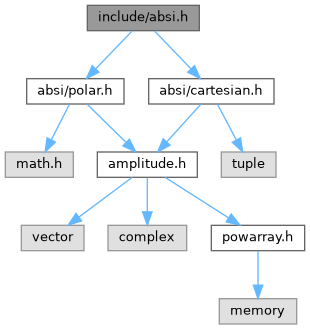 include/absi.h
absi/polar.h
absi/cartesian.h
math.h
amplitude.h
tuple
vector
complex
powarray.h
memory